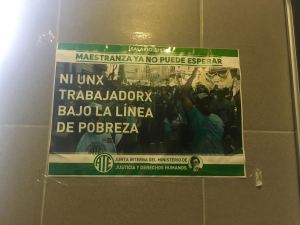 MAESTRANZA YA NO PUEDE ESPERAR
NI UNX
TRABAJADORX
BAJO LA LÍNEA
DE POBREZA
ATE
JUNTA INTERNA DEL MINISTERIO DE
JUSTICIA Y DERECHOS HUMANOS